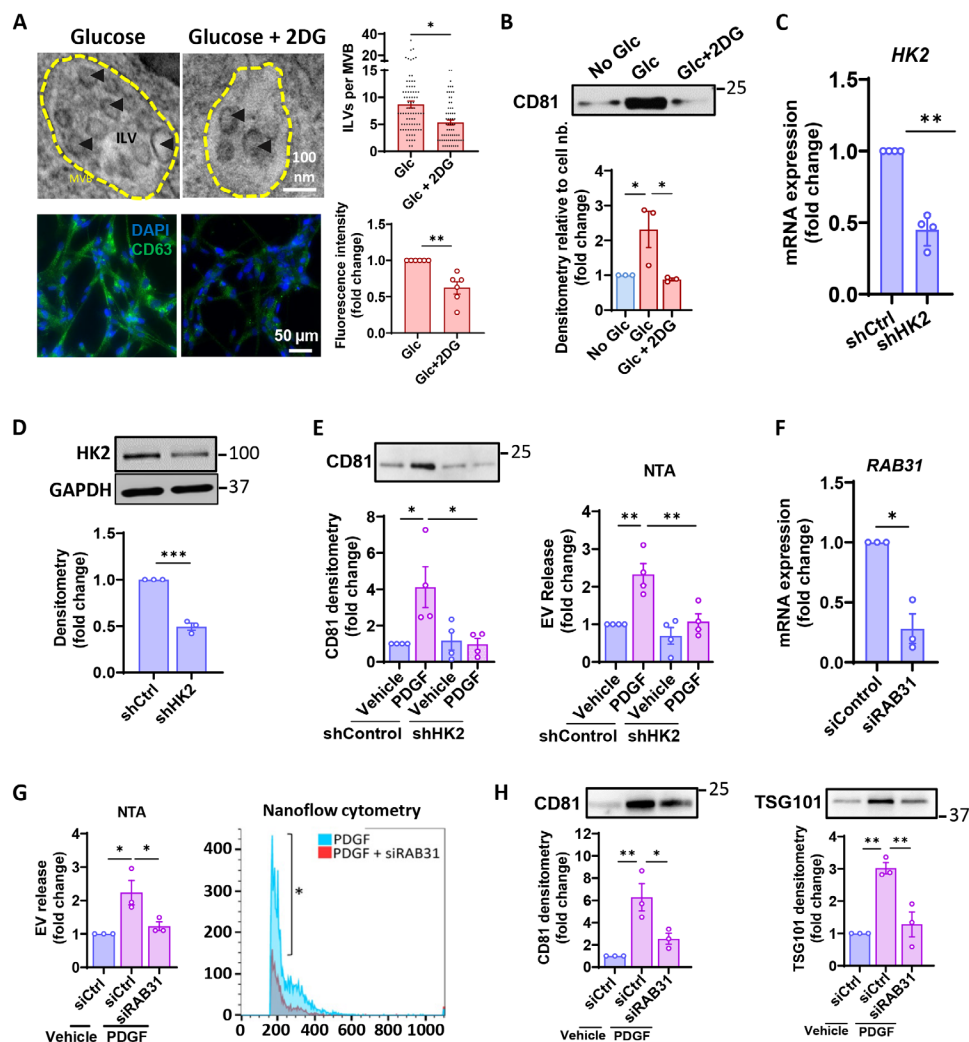 A
Glucose
Glucose + 2DG
ILV
MVB
100
nm
DAPI
CD63
50 µm
ILVs per MVB
40
30
20
15
10
5
0
*
Glc
Glc + 2DG
Fluorescence intensity
(fold change)
1.5
1.0
0.5
0.0
**
Glc
Glc+2DG
B
No Glc
Glc
Glc+2DG
CD81
25
Densitometry relative to cell nb.
4
3
2
1
0
*
*
No Glc
Glc
Glc + 2DG
C
HK2
mRNA expression
(fold change)
1.5
1.0
0.5
0.0
**
shCtrl
shHK2
D
HK2
100
GAPDH
37
Densitometry
(fold change)
1.5
1.0
0.5
0.0
***
shCtrl
shHK2
E
CD81
25
CD81 densitometry
(fold change)
8
6
4
2
0
*
*
Vehicle
PDGF
Vehicle
PDGF
shControl
shHK2
NTA
EV Release
(fold change)
4
3
2
1
0
**
**
Vehicle
PDGF
Vehicle
PDGF
shControl
shHK2
F
RAB31
mRNA expression
(fold change)
1.5
1.0
0.5
0.0
*
siControl
siRAB31
G
NTA
EV release
(fold change)
4
3
2
1
0
*
*
siCtrl
siCtrl
siRAB31
Vehicle
PDGF
Nanoflow cytometry
PDGF
PDGF + siRAB31
*
400
300
200
100
0
0
200
400
600
800
1000
H
CD81
25
CD81 densitometry
(fold change)
12
10
8
6
4
2
0
**
*
siCtrl
siCtrl
siRAB31
Vehicle
PDGF
TSG101
37
TSG101 densitometry
(fold change)
4
3
2
1
0
**
**
siCtrl
siCtrl
siRAB31
Vehicle
PDGF